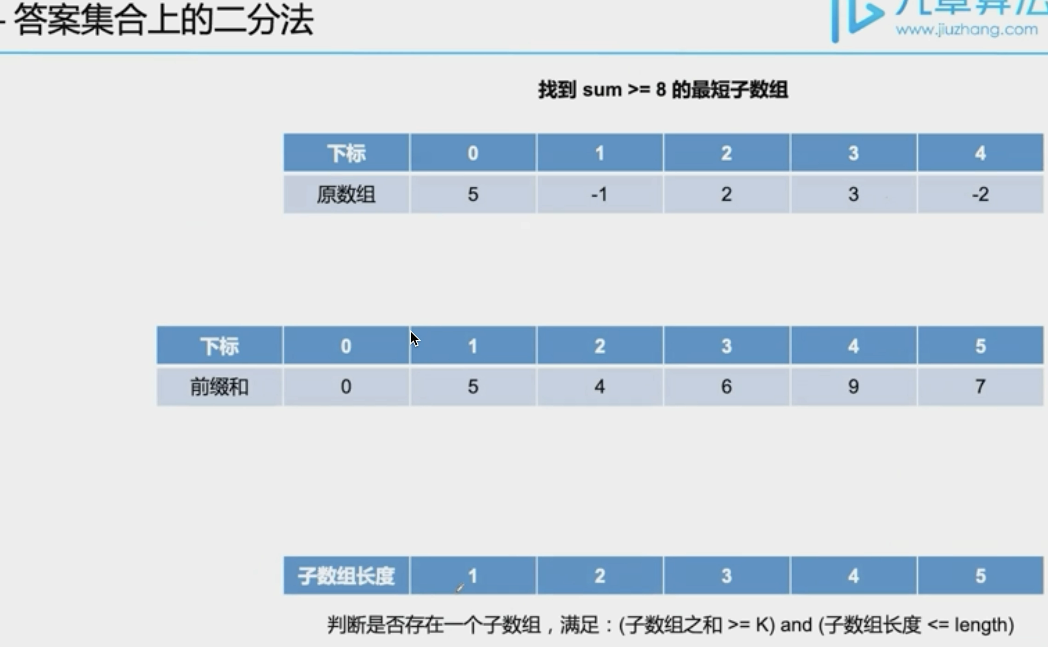 - 答案集合上的二分法
九章算法
www.jiuzhang.com
找到 sum >= 8 的最短子数组
下标 0 1 2 3 4
原数组 5 -1 2 3 -2
下标 0 1 2 3 4 5
前缀和 0 5 4 6 9 7
子数组长度 1 2 3 4 5
判断是否存在一个子数组，满足：(子数组之和 >= K) and (子数组长度 <= length)